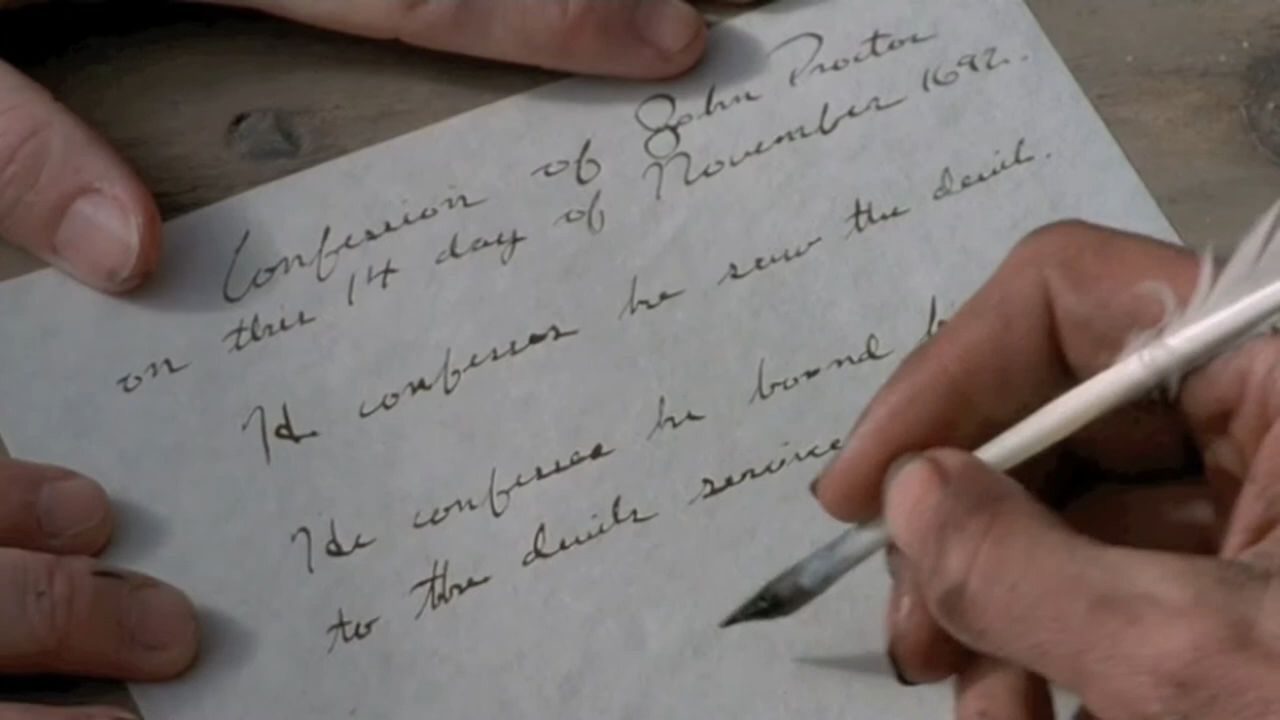 Confession of John Proctor
on this 14 day of November 1692.
He confesses he saw the devil.
He confesses he bound
to the devils service